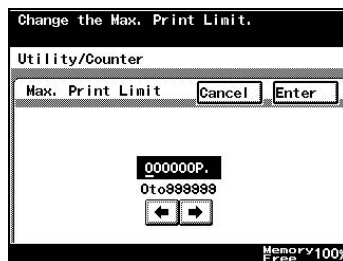 Change the Max. Print Limit.
Utility/Counter
Max. Print Limit Cancel Enter
000000P.
0to999999
Memory Free 100%